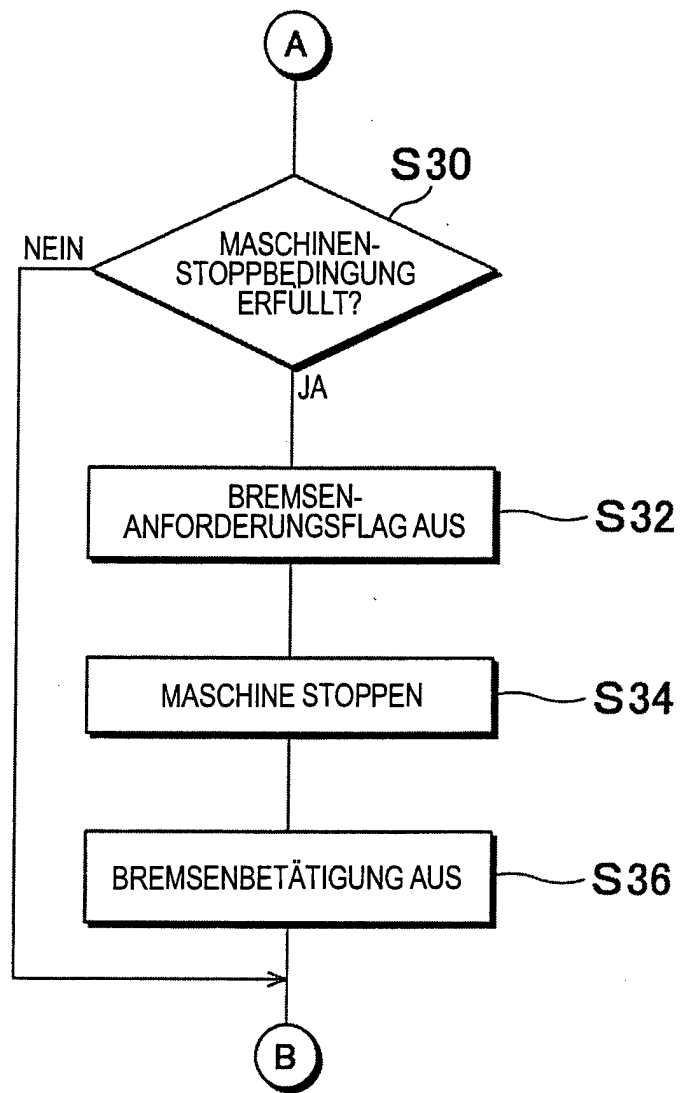 A
S30
NEIN
MASCHINEN-
STOPPBEDINGUNG
ERFÜLLT?
JA
BREMSEN-
ANFORDERUNGSFLAG AUS
S32
MASCHINE STOPPEN
S34
BREMSENBETÄTIGUNG AUS
S36
B